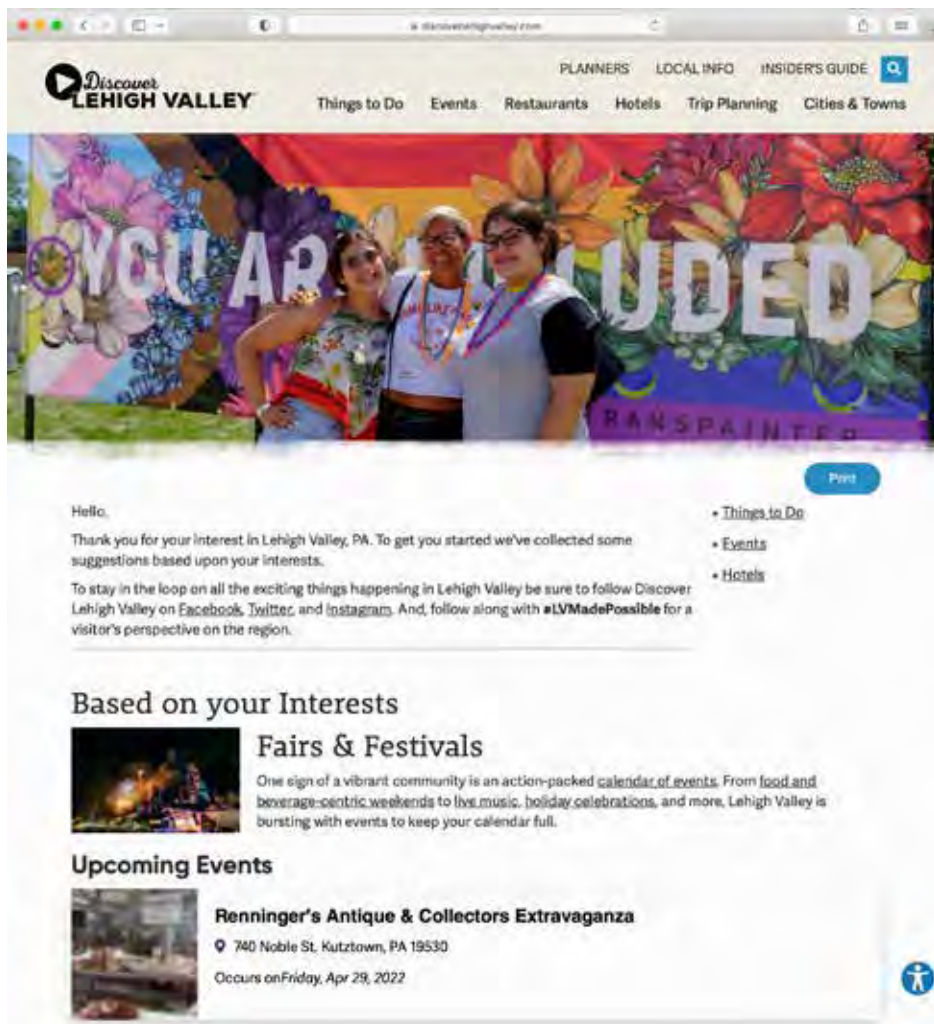 discoverlehighvalley.com
PLANNERS LOCAL INFO INSIDER'S GUIDE
Discover
LEHIGH VALLEY
Things to Do Events Restaurants Hotels Trip Planning Cities & Towns
YOU AR UDED
RANSPAINTER
Print
Hello,
Thank you for your interest in Lehigh Valley, PA. To get you started we've collected some
suggestions based upon your interests.
To stay in the loop on all the exciting things happening in Lehigh Valley be sure to follow Discover
Lehigh Valley on Facebook, Twitter, and Instagram. And, follow along with #LVMadePossible for a
visitor's perspective on the region.
• Things to Do
• Events
• Hotels
Based on your Interests
Fairs & Festivals
One sign of a vibrant community is an action-packed calendar of events. From food and
beverage-centric weekends to live music, holiday celebrations, and more, Lehigh Valley is
bursting with events to keep your calendar full.
Upcoming Events
Renninger's Antique & Collectors Extravaganza
740 Noble St, Kutztown, PA 19530
Occurs onFriday, Apr 29, 2022